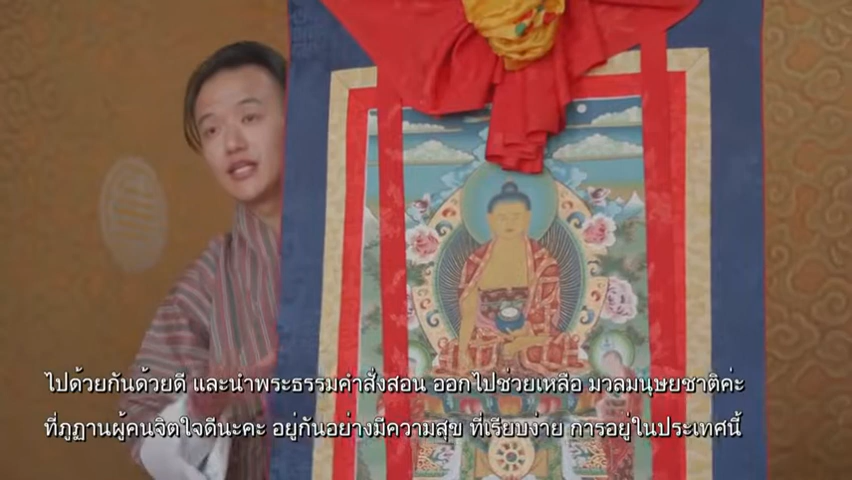 ไปด้วยกันด้วยดี และนำพระธรรมคำสั่งสอน ออกไปช่วยเหลือ มวลมนุษยชาติค่ะ
ที่ภูฏานผู้คนจิตใจดีนะคะ อยู่กันอย่างมีความสุข ที่เรียบง่าย การอยู่ในประเทศนี้